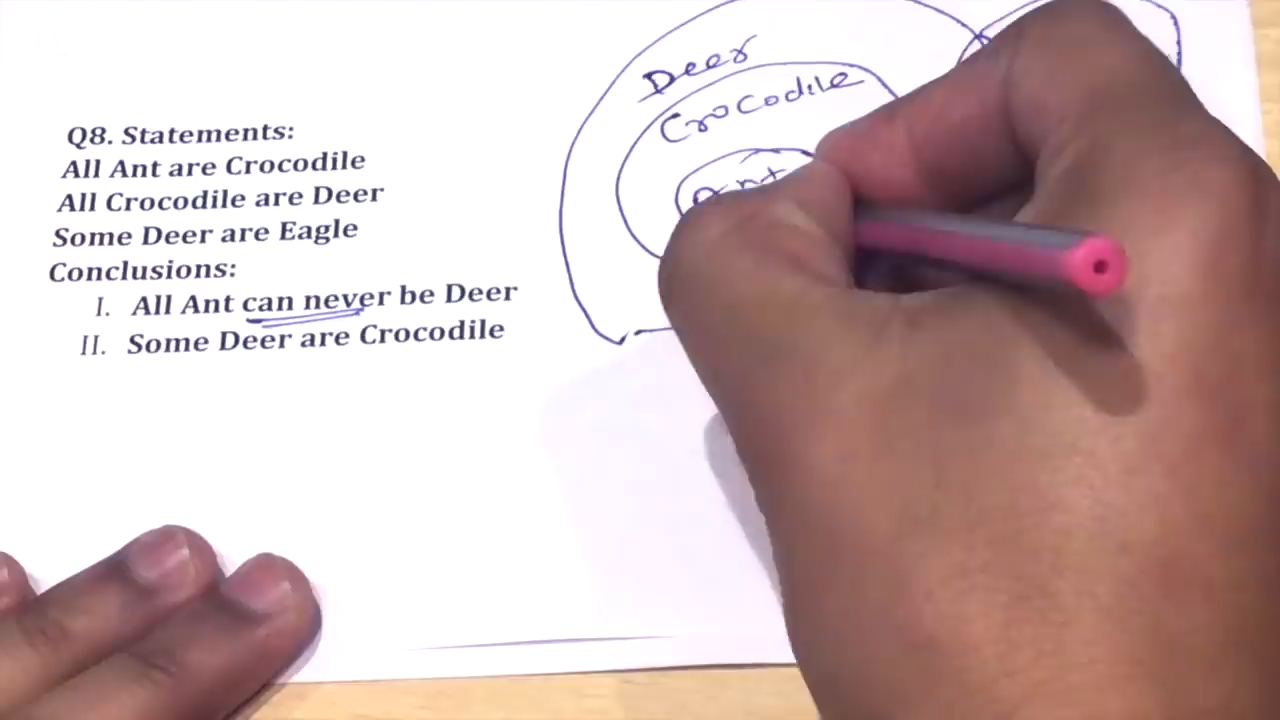 Q8. Statements:
All Ant are Crocodile
All Crocodile are Deer
Some Deer are Eagle
Conclusions:
I. All Ant can never be Deer
II. Some Deer are Crocodile
Deer
Crocodile
Ant